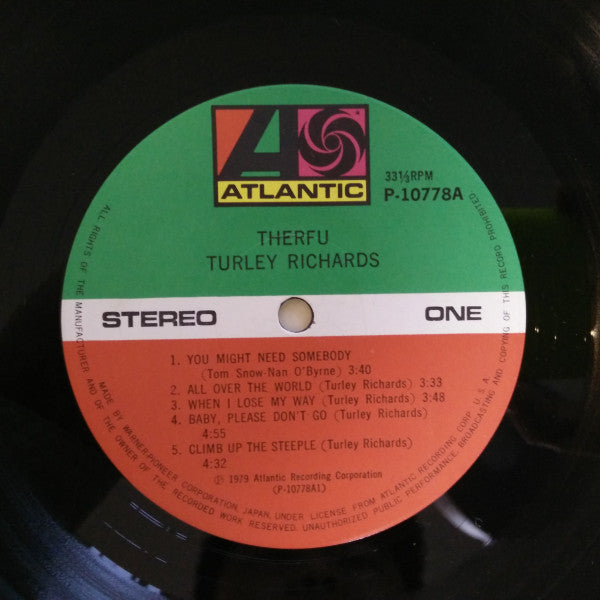 ATLANTIC
33⅓RPM
P-10778A
THERFU
TURLEY RICHARDS
STEREO
ONE
1. YOU MIGHT NEED SOMEBODY
(Tom Snow-Nan O'Byrne) 3:40
2. ALL OVER THE WORLD (Turley Richards) 3:33
3. WHEN I LOSE MY WAY (Turley Richards) 3:48
4. BABY, PLEASE DON'T GO (Turley Richards)
4:55
5. CLIMB UP THE STEEPLE (Turley Richards)
4:32
Ⓟ 1979 Atlantic Recording Corporation
(P-10778A1)
MADE BY WARNER-PIONEER CORPORATION, JAPAN, UNDER LICENSE FROM ATLANTIC RECORDING CORP. U.S.A.
ALL RIGHTS OF THE MANUFACTURER AND OF THE OWNER OF THE RECORDED WORK RESERVED. UNAUTHORIZED PUBLIC PERFORMANCE, BROADCASTING AND COPYING OF THIS RECORD PROHIBITED.